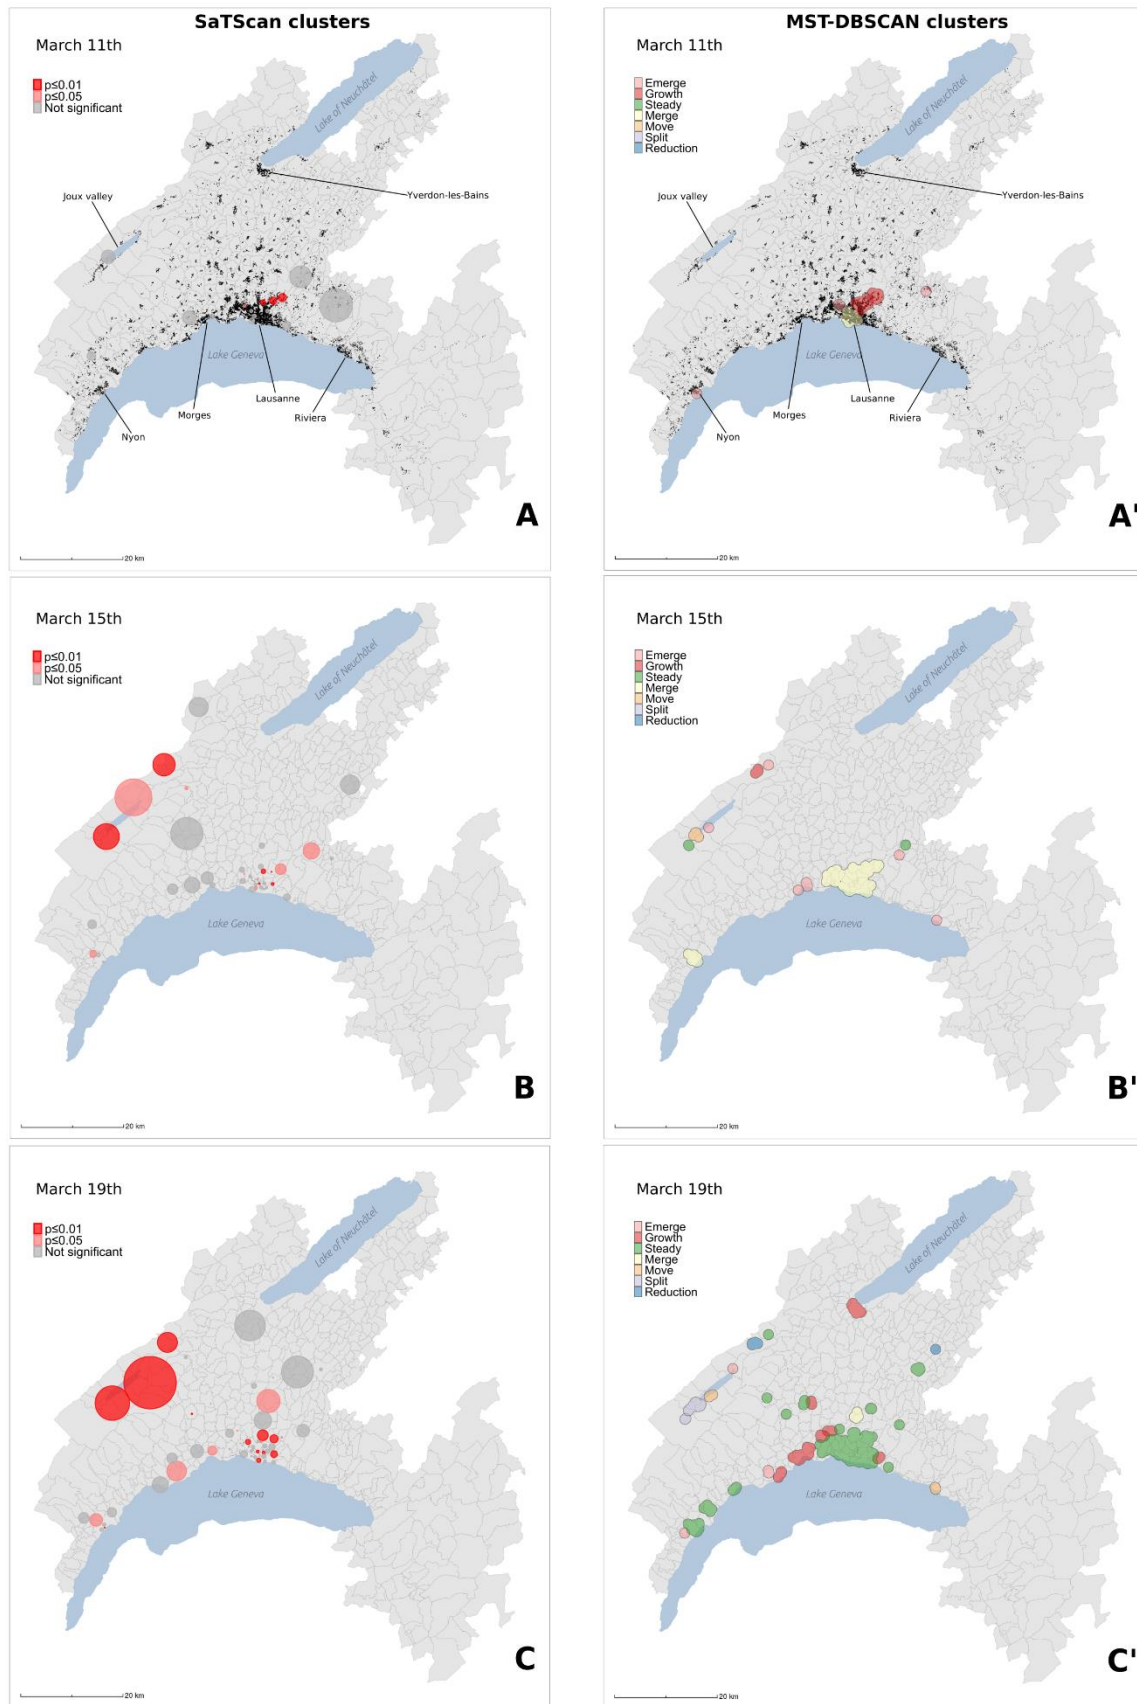 SaTScan clusters
March 11th
p≤0.01
p≤0.05
Not significant
Lake of Neuchâtel
Yverdon-les-Bains
Joux valley
Lake Geneva
Morges
Lausanne
Riviera
Nyon
20 km
A
MST-DBSCAN clusters
March 11th
Emerge
Growth
Steady
Merge
Move
Split
Reduction
Lake of Neuchâtel
Yverdon-les-Bains
Joux valley
Lake Geneva
Morges
Lausanne
Riviera
Nyon
20 km
A'
March 15th
p≤0.01
p≤0.05
Not significant
Lake of Neuchâtel
Lake Geneva
20 km
B
March 15th
Emerge
Growth
Steady
Merge
Move
Split
Reduction
Lake of Neuchâtel
Lake Geneva
20 km
B'
March 19th
p≤0.01
p≤0.05
Not significant
Lake of Neuchâtel
Lake Geneva
20 km
C
March 19th
Emerge
Growth
Steady
Merge
Move
Split
Reduction
Lake of Neuchâtel
Lake Geneva
20 km
C'